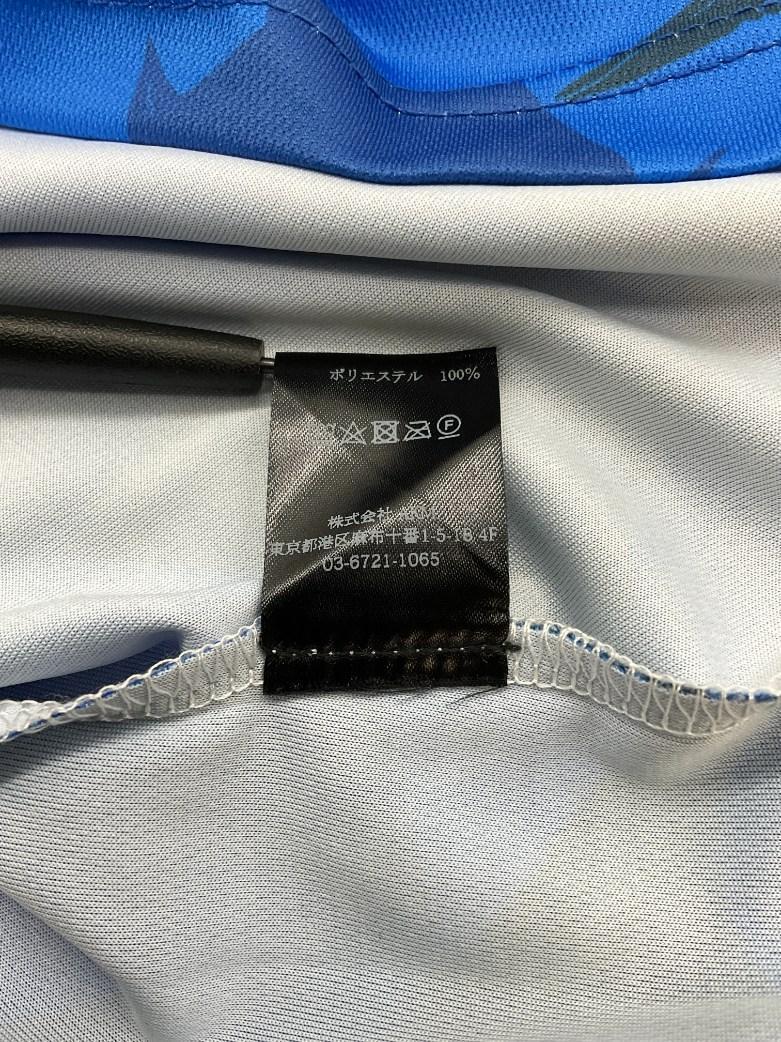 ポリエステル 100%
F
株式会社
東京都港区麻布十番1-5-18 4F
03-6721-1065